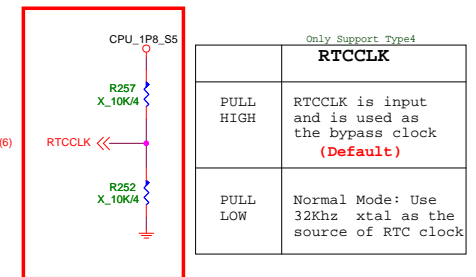 CPU_1P8_S5
R257
X_10K/4
(6) RTCCLK
R252
X_10K/4
Only Support Type4
RTCCLK
PULL HIGH
RTCCLK is input
and is used as
the bypass clock
(Default)
PULL LOW
Normal Mode: Use
32Khz xtal as the
source of RTC clock